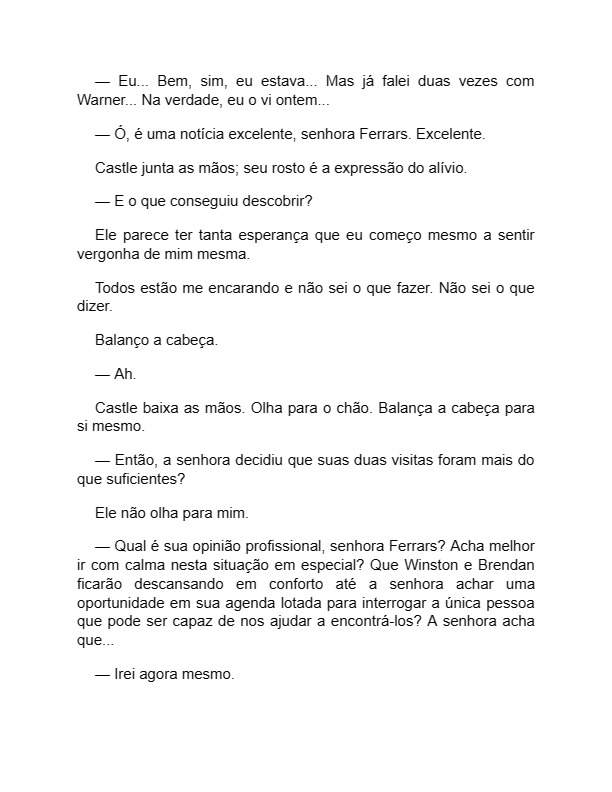 — Eu... Bem, sim, eu estava... Mas já falei duas vezes com
Warner... Na verdade, eu o vi ontem...
— Ó, é uma notícia excelente, senhora Ferrars. Excelente.
Castle junta as mãos; seu rosto é a expressão do alívio.
— E o que conseguiu descobrir?
Ele parece ter tanta esperança que eu começo mesmo a sentir
vergonha de mim mesma.
Todos estão me encarando e não sei o que fazer. Não sei o que
dizer.
Balanço a cabeça.
— Ah.
Castle baixa as mãos. Olha para o chão. Balança a cabeça para
si mesmo.
— Então, a senhora decidiu que suas duas visitas foram mais do
que suficientes?
Ele não olha para mim.
— Qual é sua opinião profissional, senhora Ferrars? Acha melhor
ir com calma nesta situação em especial? Que Winston e Brendan
ficarão descansando em conforto até a senhora achar uma
oportunidade em sua agenda lotada para interrogar a única pessoa
que pode ser capaz de nos ajudar a encontrá-los? A senhora acha
que...
— Irei agora mesmo.